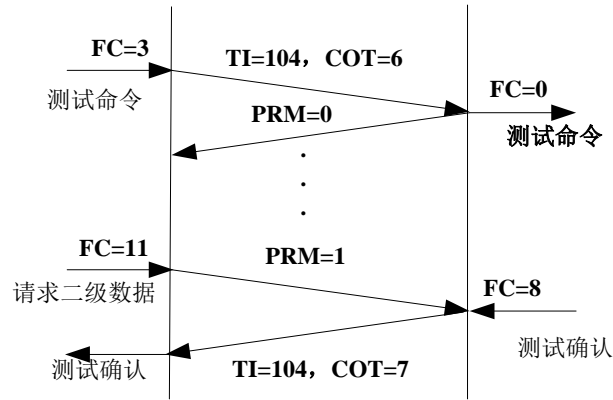 FC=3
TI=104，COT=6
测试命令
FC=0
PRM=0
测试命令
FC=11
PRM=1
请求二级数据
FC=8
测试确认
测试确认
TI=104，COT=7